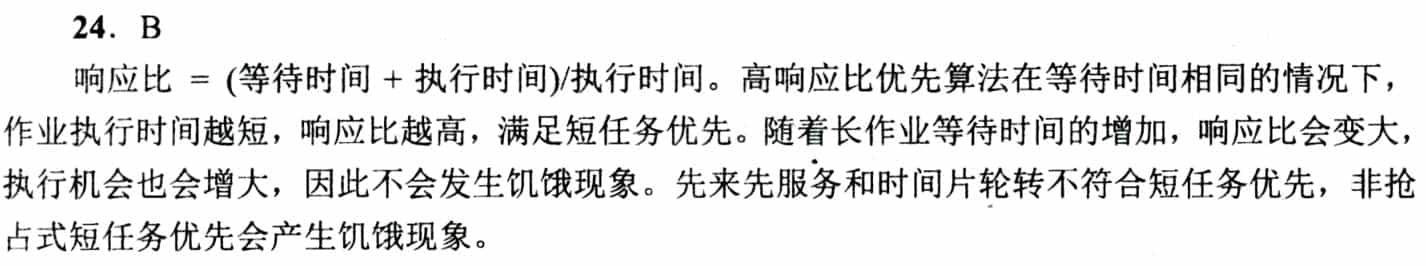 24. B
响应比 = (等待时间 + 执行时间)/执行时间。高响应比优先算法在等待时间相同的情况下，
作业执行时间越短，响应比越高，满足短任务优先。随着长作业等待时间的增加，响应比会变大，
执行机会也会增大，因此不会发生饥饿现象。先来先服务和时间片轮转不符合短任务优先，非抢
占式短任务优先会产生饥饿现象。